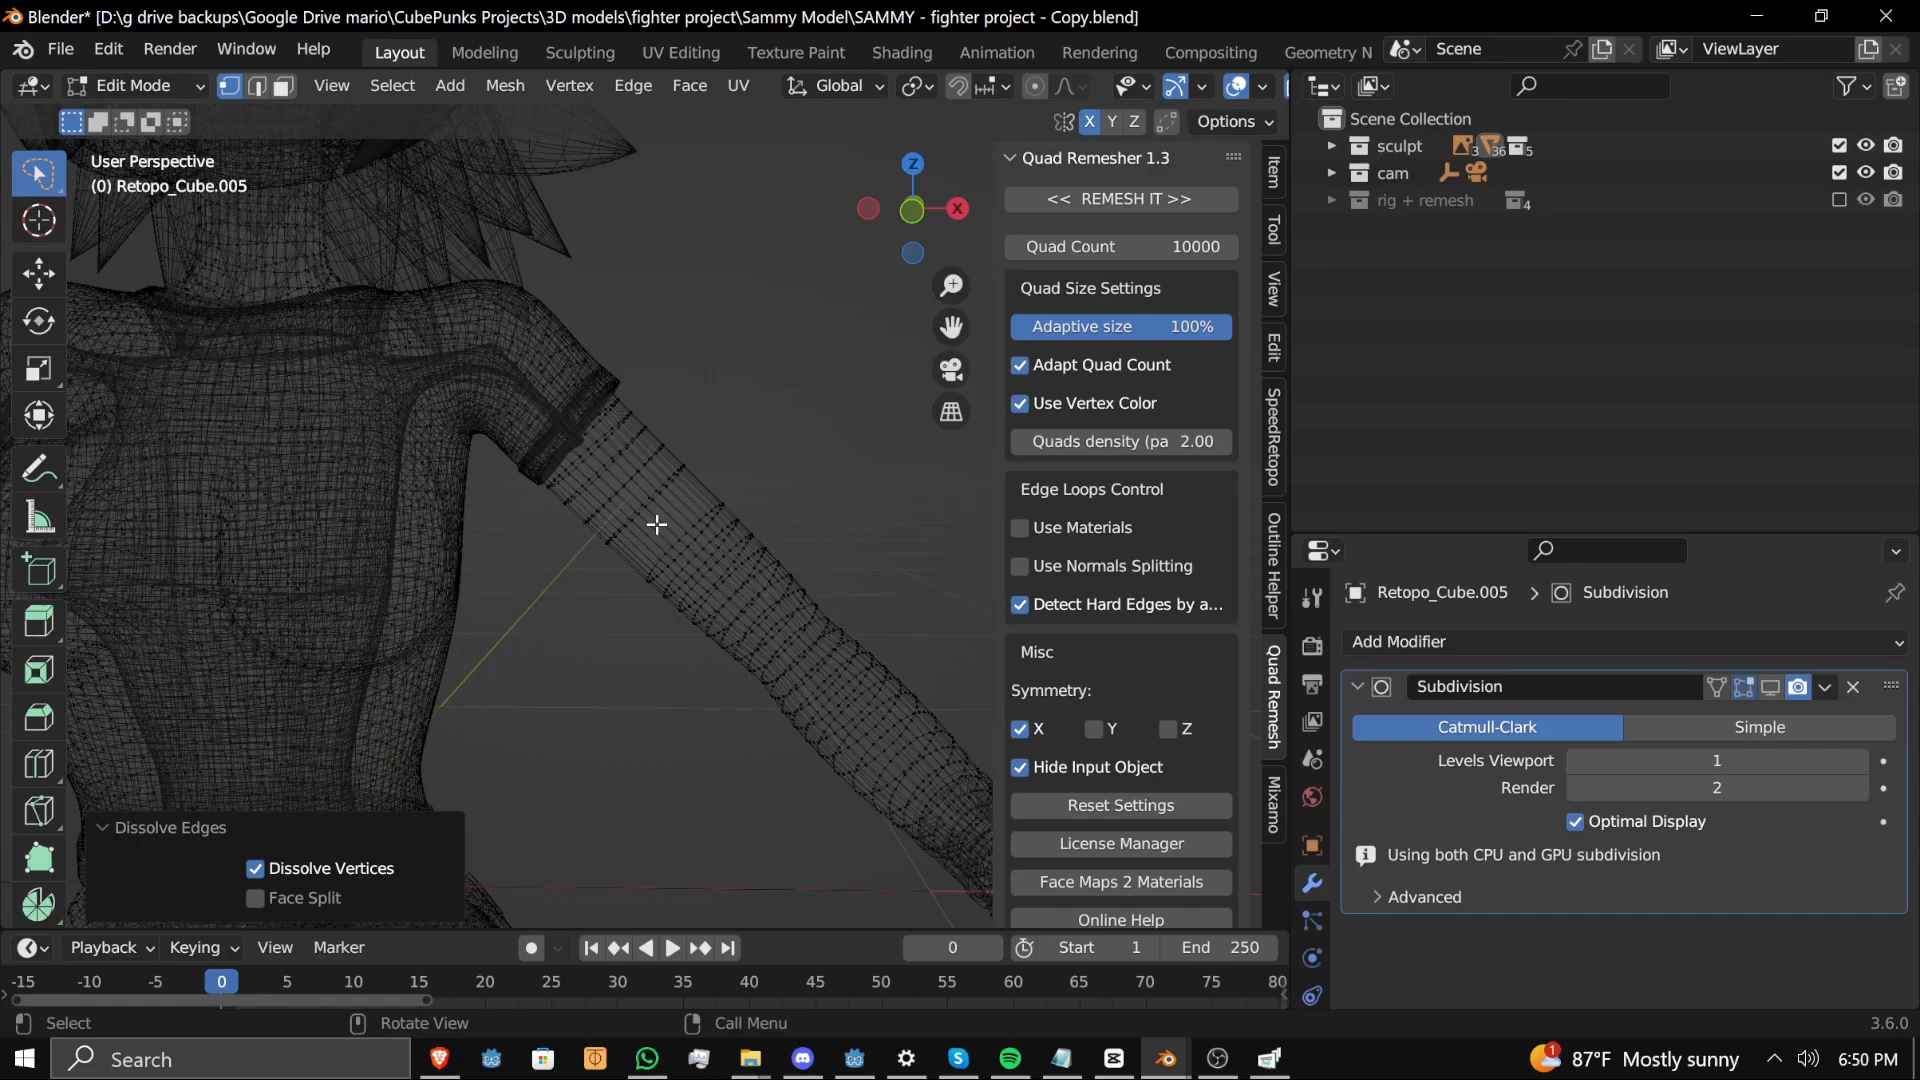 Blender* [D:\g drive backups\Google Drive mario\CubePunks Projects\3D models\fighter project\Sammy Model\SAMMY - fighter project - Copy.blend]
File Edit Render Window Help Layout Modeling Sculpting UV Editing Texture Paint Shading Animation Rendering Compositing Geometry N Scene ViewLayer
Edit Mode View Select Add Mesh Vertex Edge Face UV Global
X Y Z Options
User Perspective
(0) Retopo_Cube.005
Z
X
Quad Remesher 1.3
<< REMESH IT >>
Quad Count 10000
Quad Size Settings
Adaptive size 100%
Adapt Quad Count
Use Vertex Color
Quads density (pa 2.00
Edge Loops Control
Use Materials
Use Normals Splitting
Detect Hard Edges by a...
Misc
Symmetry:
X Y Z
Hide Input Object
Reset Settings
License Manager
Face Maps 2 Materials
Online Help
Item
Tool
View
Edit
SpeedRetopo
Outline Helper
Quad Remesh
Mixamo
Scene Collection
sculpt 3 36 5
cam
rig + remesh 4
Retopo_Cube.005 > Subdivision
Add Modifier
Subdivision
Catmull-Clark Simple
Levels Viewport 1
Render 2
Optimal Display
Using both CPU and GPU subdivision
Advanced
Dissolve Edges
Dissolve Vertices
Face Split
Playback Keying View Marker 0 Start 1 End 250
-15 -10 -5 0 5 10 15 20 25 30 35 40 45 50 55 60 65 70 75 80
Select Rotate View Call Menu 3.6.0
Search 1 87°F Mostly sunny 6:50 PM